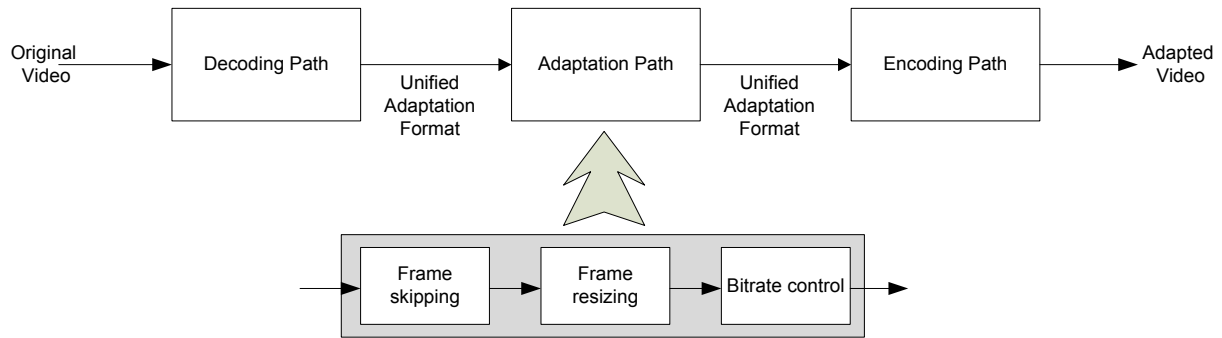 Original
Video
Decoding Path
Unified
Adaptation
Format
Adaptation Path
Unified
Adaptation
Format
Encoding Path
Adapted
Video
Frame
skipping
Frame
resizing
Bitrate control